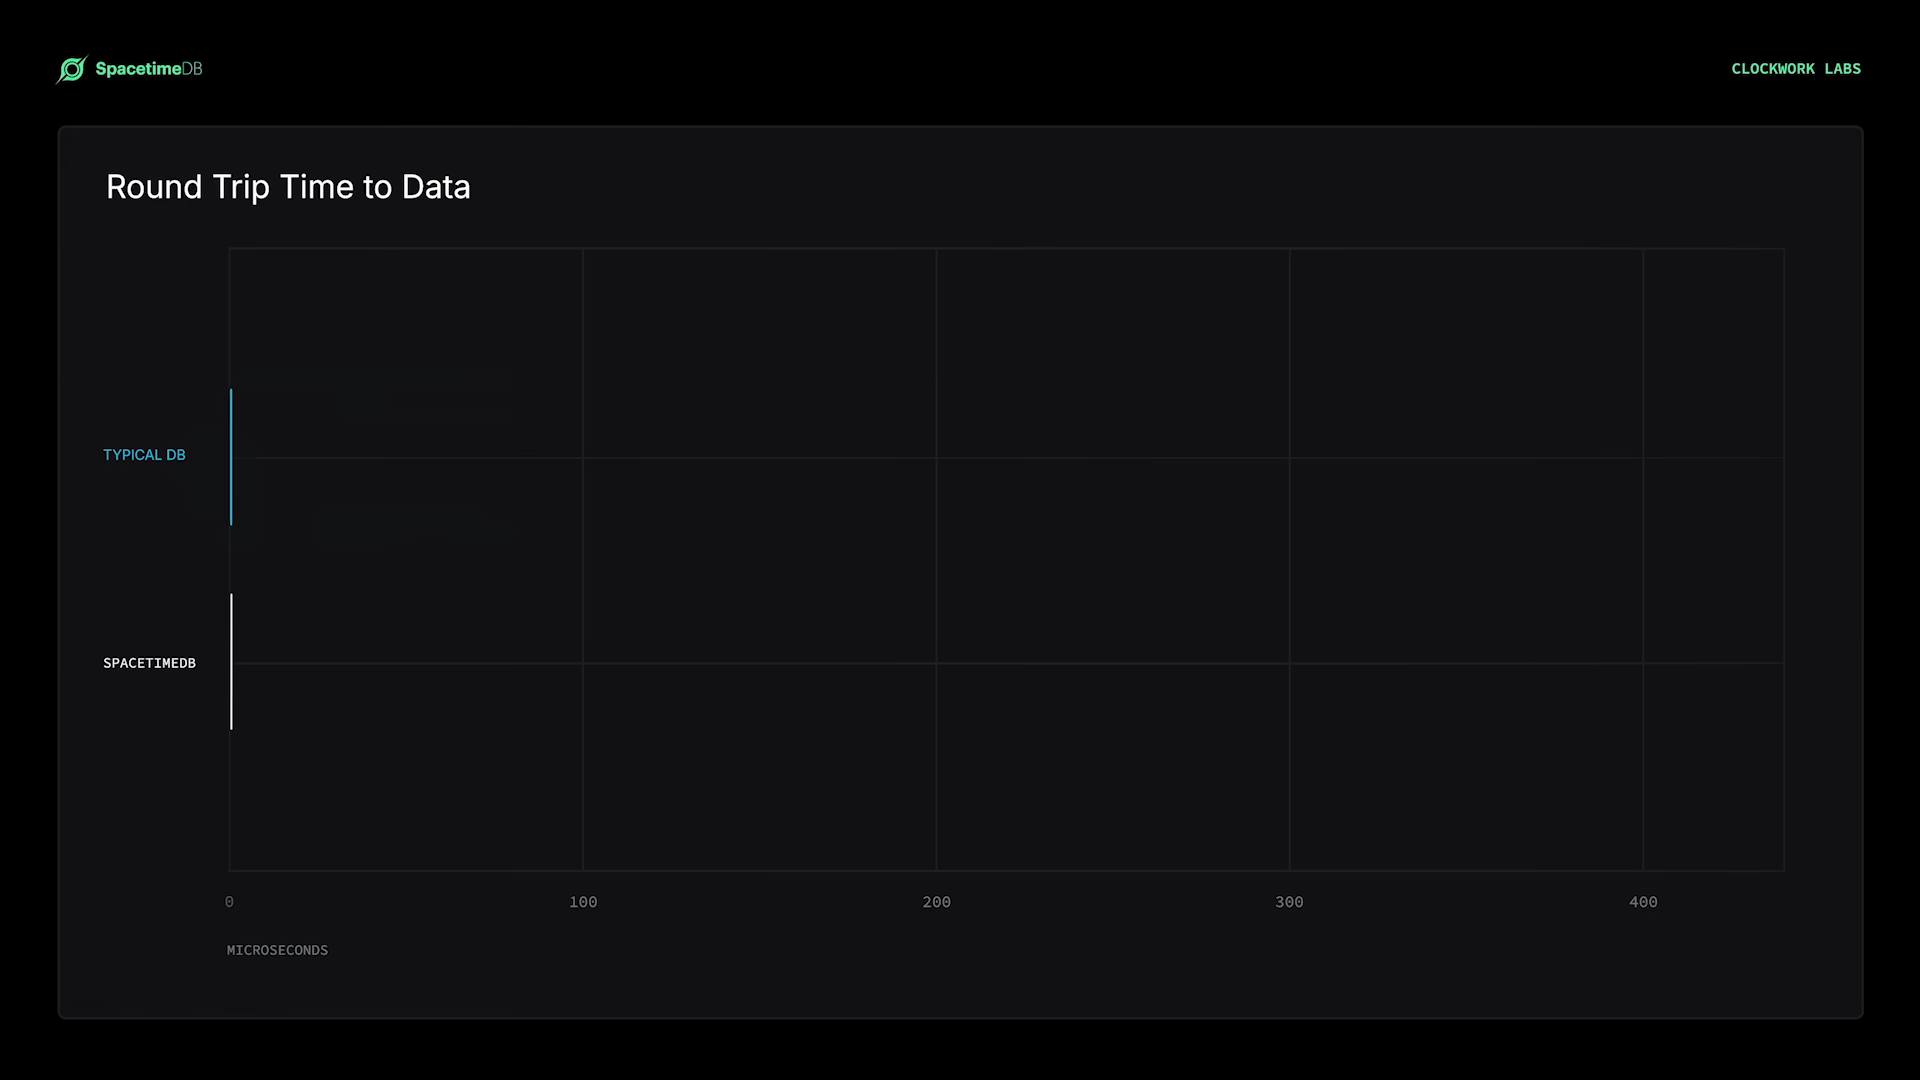 SpacetimeDB
CLOCKWORK LABS
Round Trip Time to Data
TYPICAL DB
SPACETIMEDB
0 100 200 300 400
MICROSECONDS